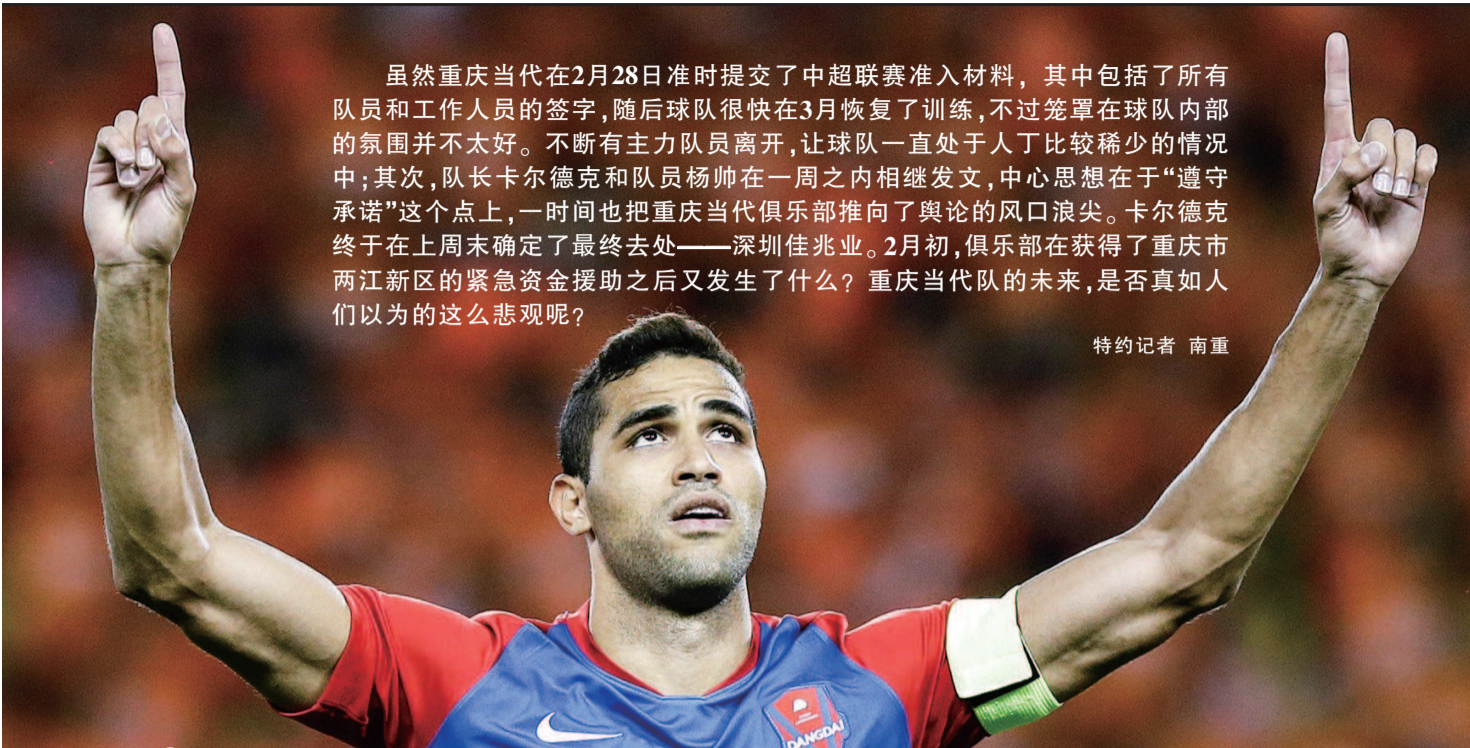 虽然重庆当代在2月28日准时提交了中超联赛准入材料，其中包括了所有
队员和工作人员的签字，随后球队很快在3月恢复了训练，不过笼罩在球队内部
的氛围并不太好。不断有主力队员离开，让球队一直处于人丁比较稀少的情况
中；其次，队长卡尔德克和队员杨帅在一周之内相继发文，中心思想在于“遵守
承诺”这个点上，一时间也把重庆当代俱乐部推向了舆论的风口浪尖。卡尔德克
终于在上周末确定了最终去处——深圳佳兆业。2月初，俱乐部在获得了重庆市
两江新区的紧急资金援助之后又发生了什么？重庆当代队的未来，是否真如人
们以为的这么悲观呢？
特约记者 南重
DANGDAI